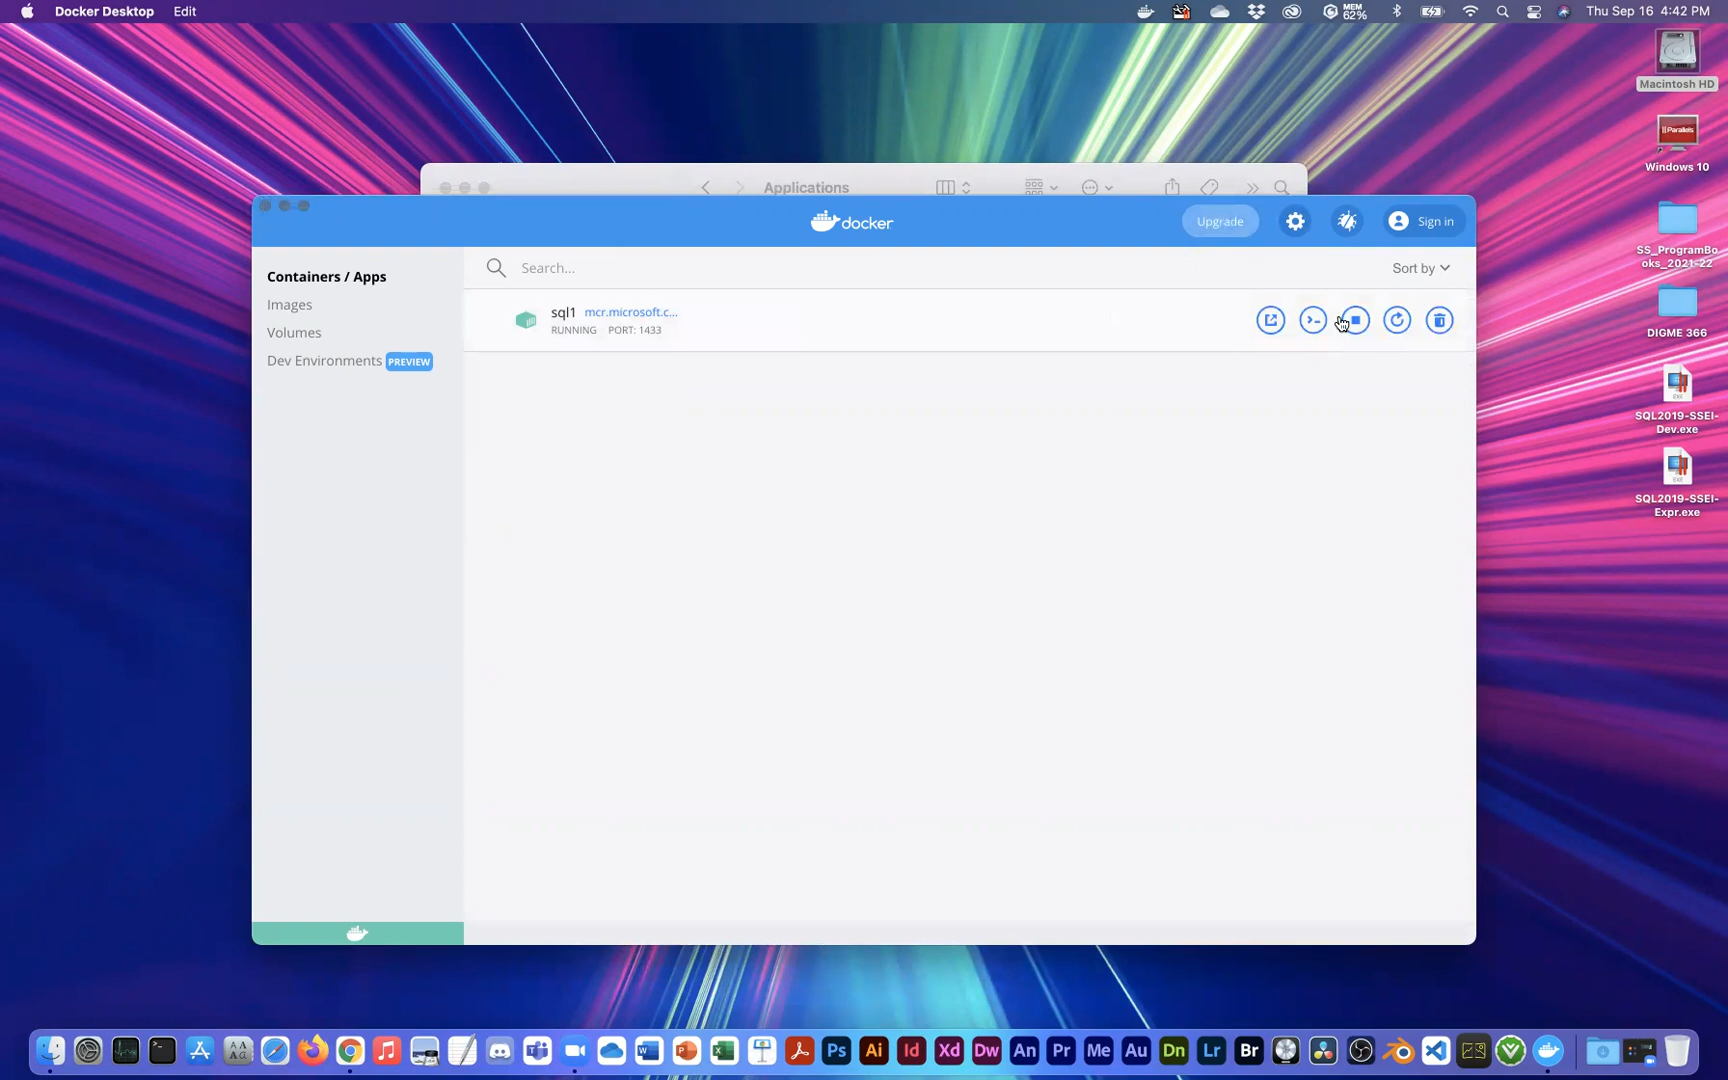 Docker Desktop Edit MEM 62% Thu Sep 16 4:42 PM
Macintosh HD
Parallels
Windows 10
SS_ProgramBo
oks_2021-22
DIGME 366
EXE
SQL2019-SSEI-
Dev.exe
EXE
SQL2019-SSEI-
Expr.exe
Applications
docker
Upgrade
Sign in
Containers / Apps
Images
Volumes
Dev Environments PREVIEW
Search...
Sort by
sql1 mcr.microsoft.c...
RUNNING PORT: 1433
Ps Ai Id Xd Dw An Pr Me Au Dn Lr Br